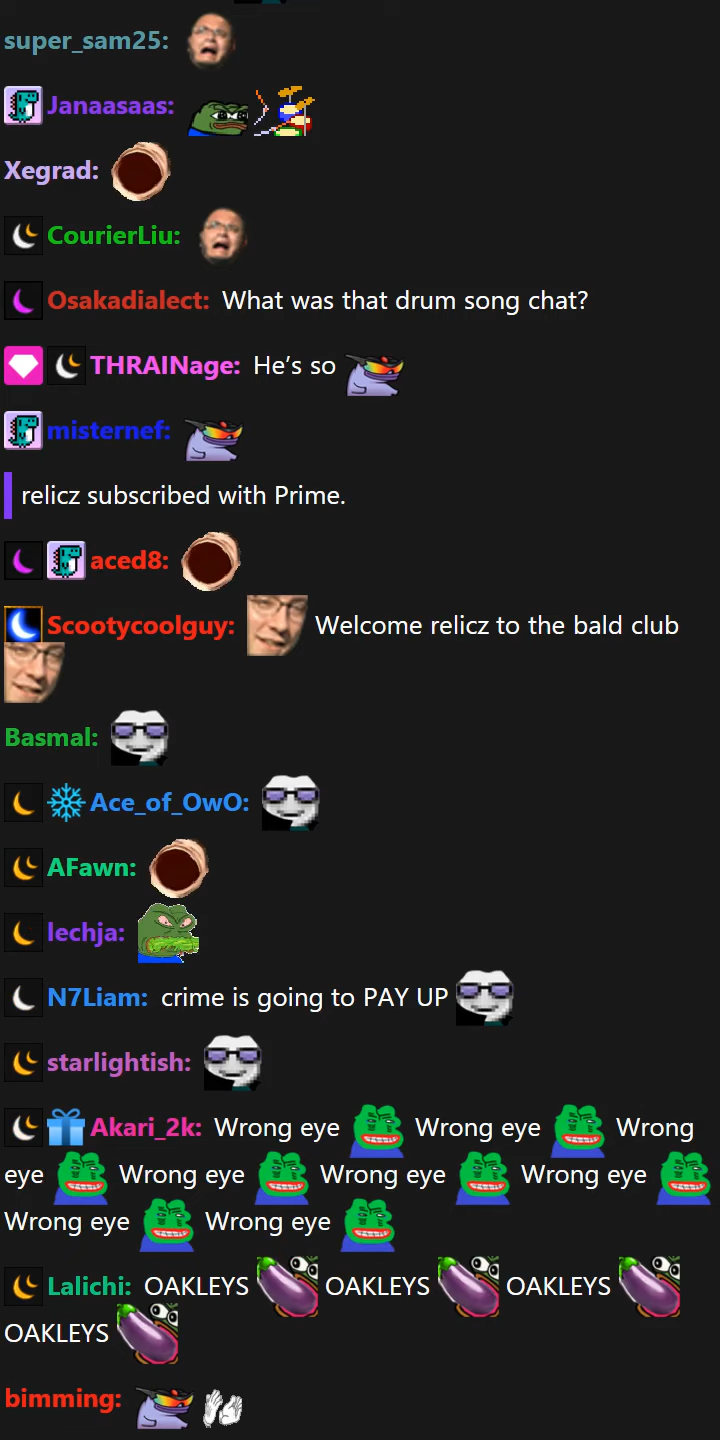 super_sam25:
Janaasaas:
Xegrad:
CourierLiu:
Osakadialect: What was that drum song chat?
THRAINage: He's so
misternef:
relicz subscribed with Prime.
aced8:
Scootycoolguy: Welcome relicz to the bald club
Basmal:
Ace_of_OwO:
AFawn:
lechja:
N7Liam: crime is going to PAY UP
starlightish:
Akari_2k: Wrong eye Wrong eye Wrong
eye Wrong eye Wrong eye Wrong eye
Wrong eye Wrong eye
Lalichi: OAKLEYS OAKLEYS OAKLEYS
OAKLEYS
bimming: